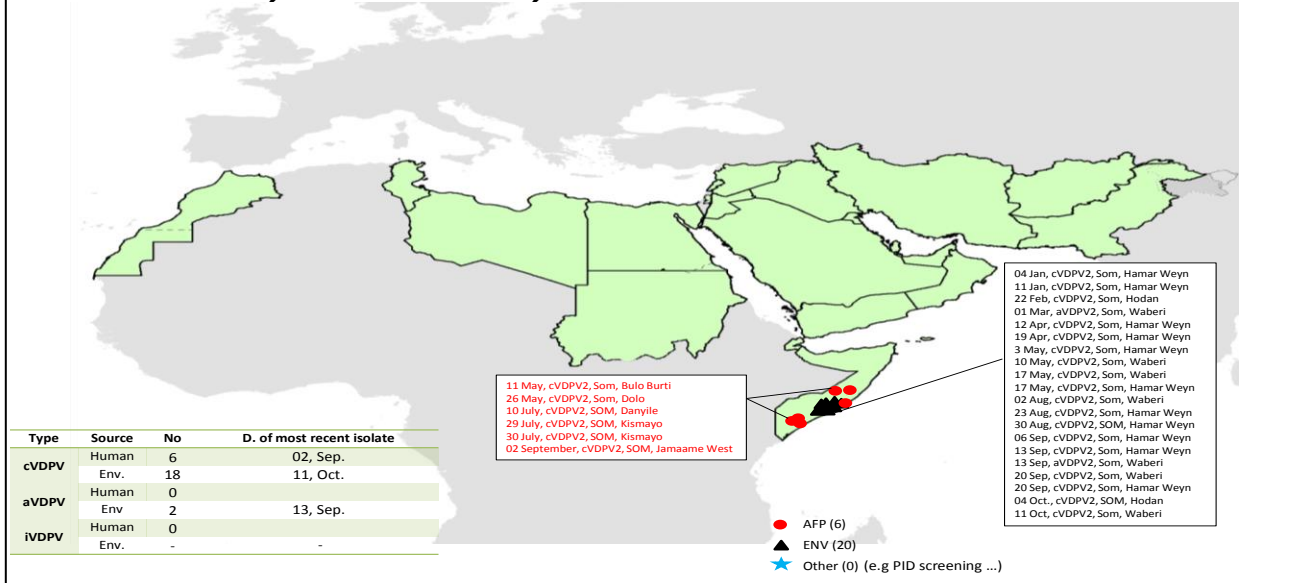 04 Jan, cVDPV2, Som, Hamar Weyn
11 Jan, cVDPV2, Som, Hamar Weyn
22 Feb, cVDPV2, Som, Hodan
01 Mar, aVDPV2, Som, Waberi
12 Apr, cVDPV2, Som, Hamar Weyn
19 Apr, cVDPV2, Som, Hamar Weyn
3 May, cVDPV2, Som, Hamar Weyn
10 May, cVDPV2, Som, Waberi
17 May, cVDPV2, Som, Waberi
17 May, cVDPV2, Som, Hamar Weyn
02 Aug, cVDPV2, Som, Waberi
23 Aug, cVDPV2, Som, Hamar Weyn
30 Aug, cVDPV2, SOM, Hamar Weyn
06 Sep, cVDPV2, Som, Hamar Weyn
13 Sep, cVDPV2, Som, Hamar Weyn
13 Sep, aVDPV2, Som, Waberi
20 Sep, cVDPV2, Som, Waberi
20 Sep, cVDPV2, Som, Hamar Weyn
04 Oct., cVDPV2, SOM, Hodan
11 Oct, cVDPV2, Som, Waberi
11 May, cVDPV2, Som, Bulo Burti
26 May, cVDPV2, Som, Dolo
10 July, cVDPV2, SOM, Danyile
29 July, cVDPV2, SOM, Kismayo
30 July, cVDPV2, SOM, Kismayo
02 September, cVDPV2, SOM, Jamaame West
Type Source No D. of most recent isolate
cVDPV Human 6 02, Sep.
Env. 18 11, Oct.
aVDPV Human 0
Env 2 13, Sep.
iVDPV Human 0
Env. - -
AFP (6)
ENV (20)
Other (0) (e.g PID screening ...)